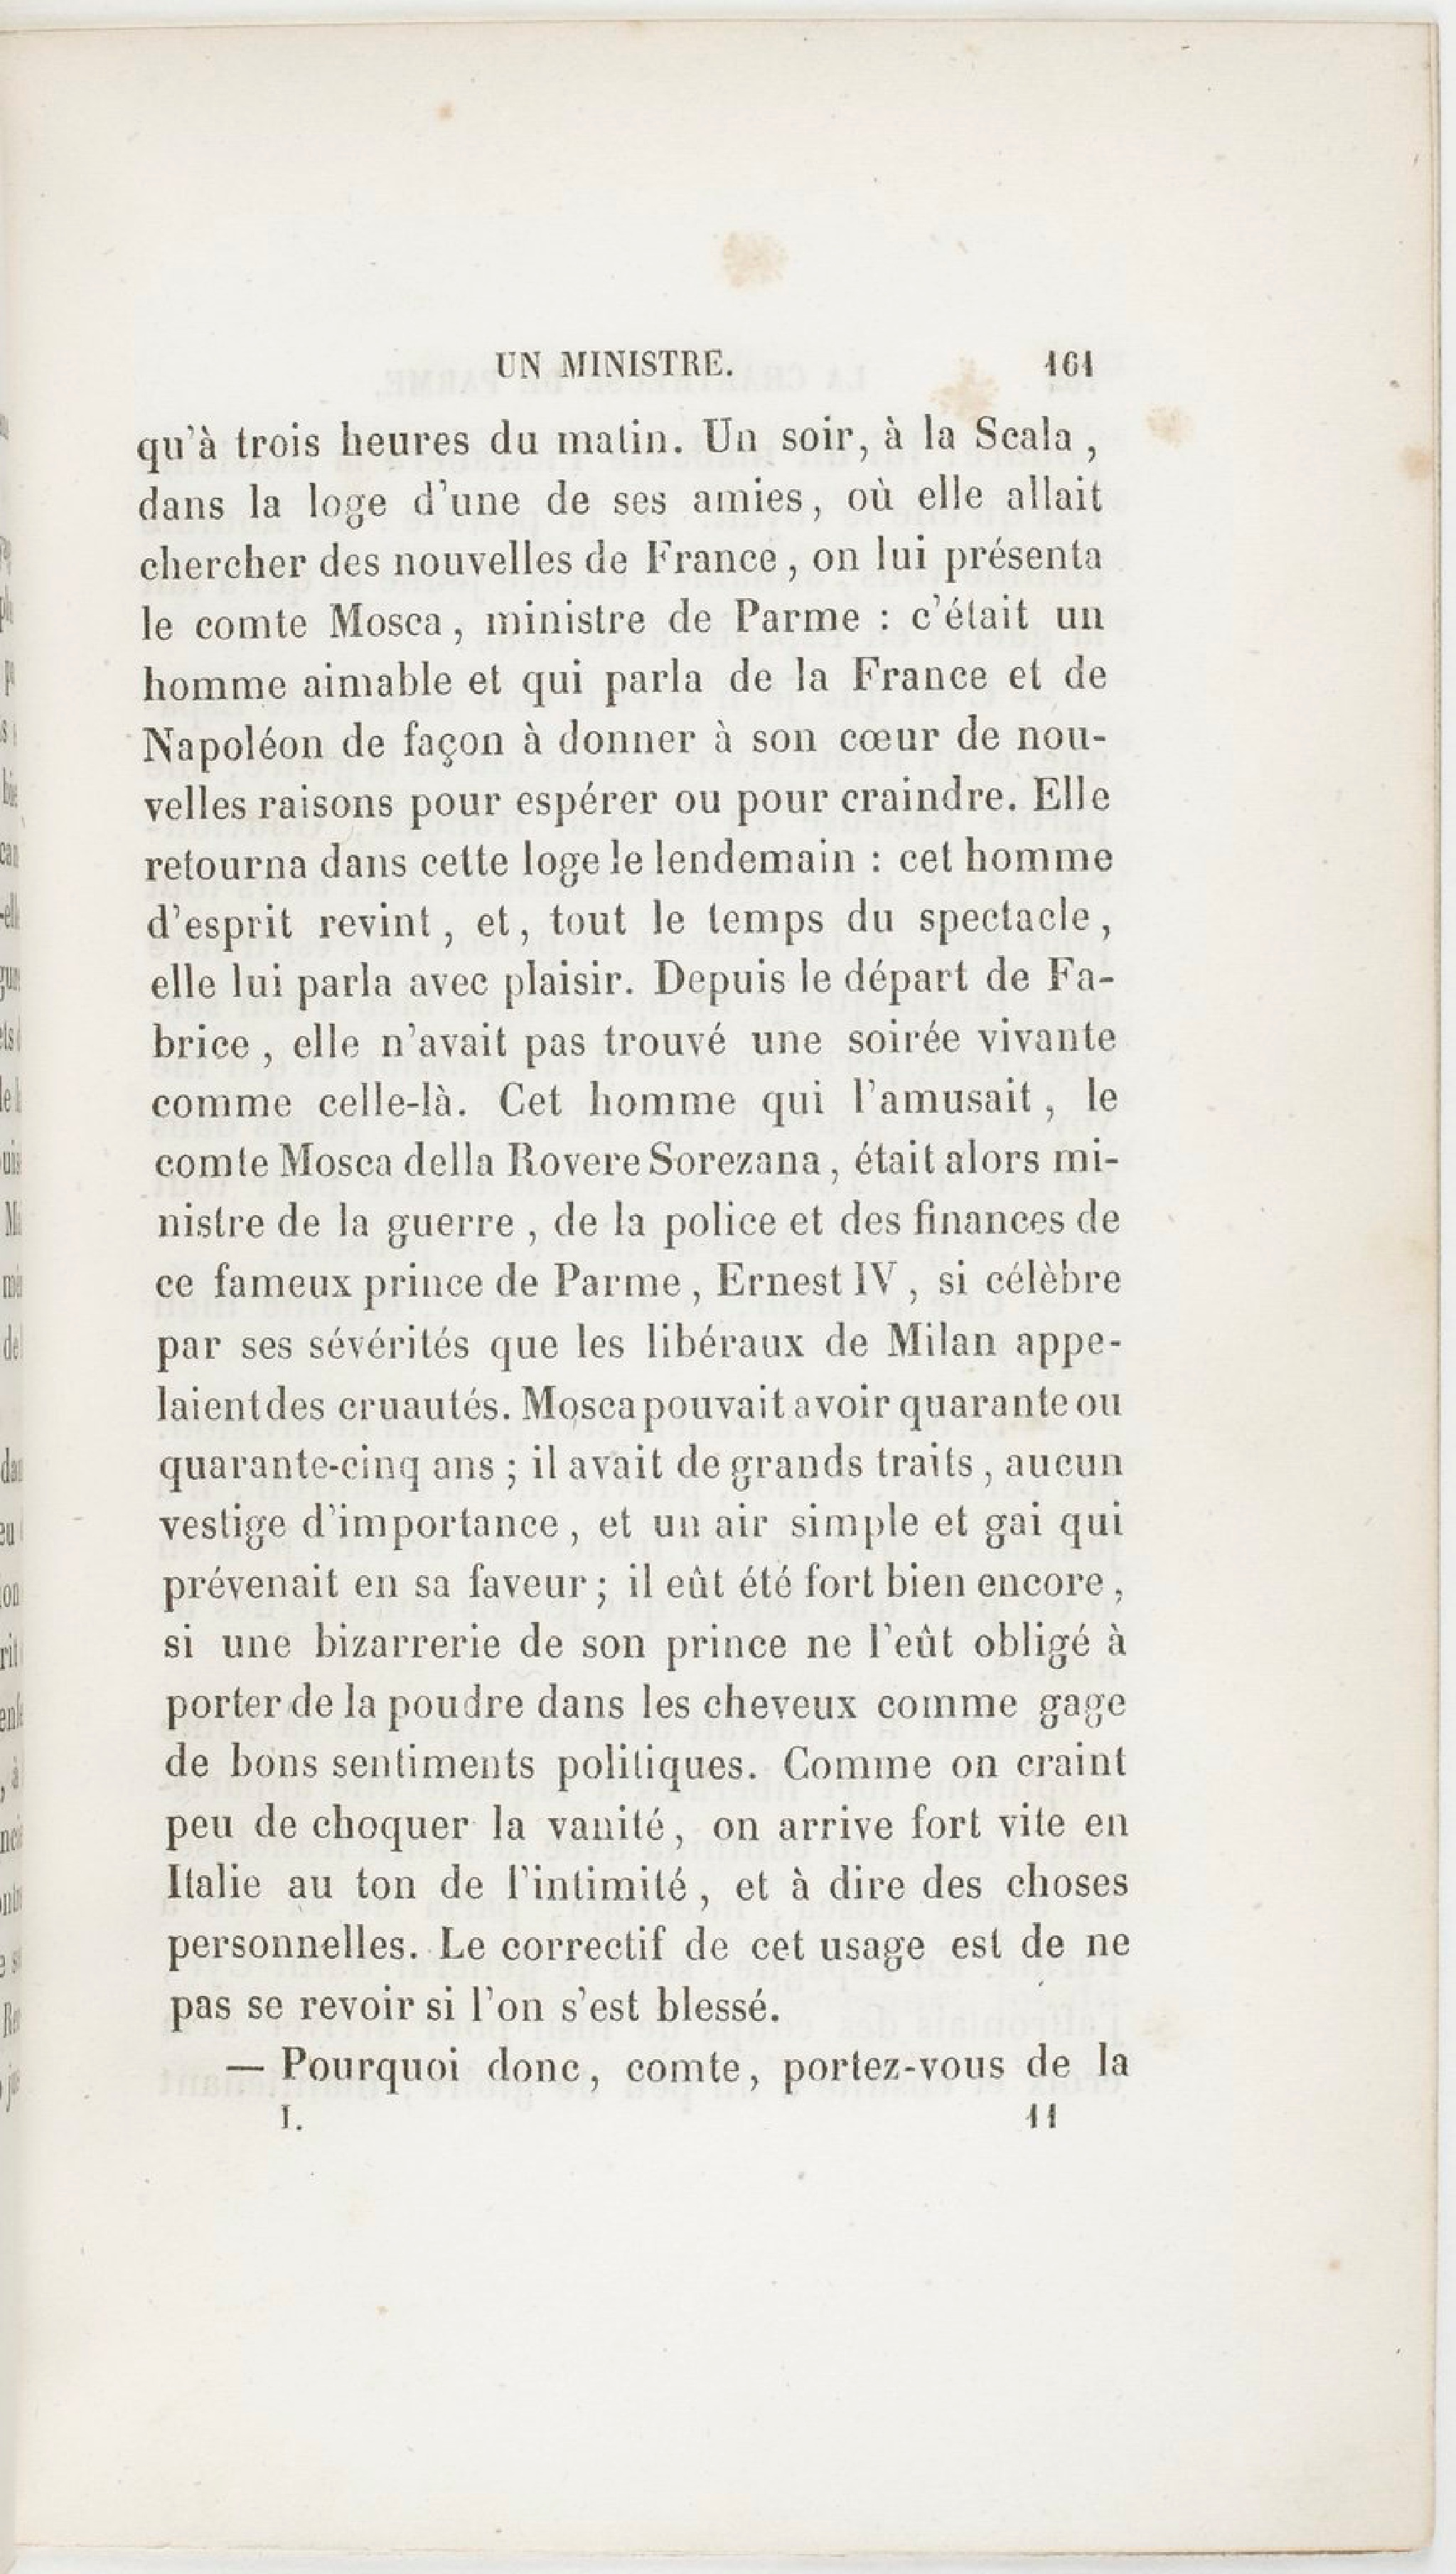 UN MINISTRE. 161
qu'à trois heures du matin. Un soir, à la Scala,
dans la loge d'une de ses amies, où elle allait
chercher des nouvelles de France, on lui présenta
le comte Mosca, ministre de Parme : c'était un
homme aimable et qui parla de la France et de
Napoléon de façon à donner à son cœur de nou-
velles raisons pour espérer ou pour craindre. Elle
retourna dans cette loge le lendemain : cet homme
d'esprit revint, et, tout le temps du spectacle,
elle lui parla avec plaisir. Depuis le départ de Fa-
brice, elle n'avait pas trouvé une soirée vivante
comme celle-là. Cet homme qui l'amusait, le
comte Mosca della Rovere Sorezana, était alors mi-
nistre de la guerre, de la police et des finances de
ce fameux prince de Parme, Ernest IV, si célèbre
par ses sévérités que les libéraux de Milan appe-
laient des cruautés. Mosca pouvait avoir quarante ou
quarante-cinq ans ; il avait de grands traits, aucun
vestige d'importance, et un air simple et gai qui
prévenait en sa faveur ; il eût été fort bien encore,
si une bizarrerie de son prince ne l'eût obligé à
porter de la poudre dans les cheveux comme gage
de bons sentiments politiques. Comme on craint
peu de choquer la vanité, on arrive fort vite en
Italie au ton de l'intimité, et à dire des choses
personnelles. Le correctif de cet usage est de ne
pas se revoir si l'on s'est blessé.
— Pourquoi donc, comte, portez-vous de la
I. 11